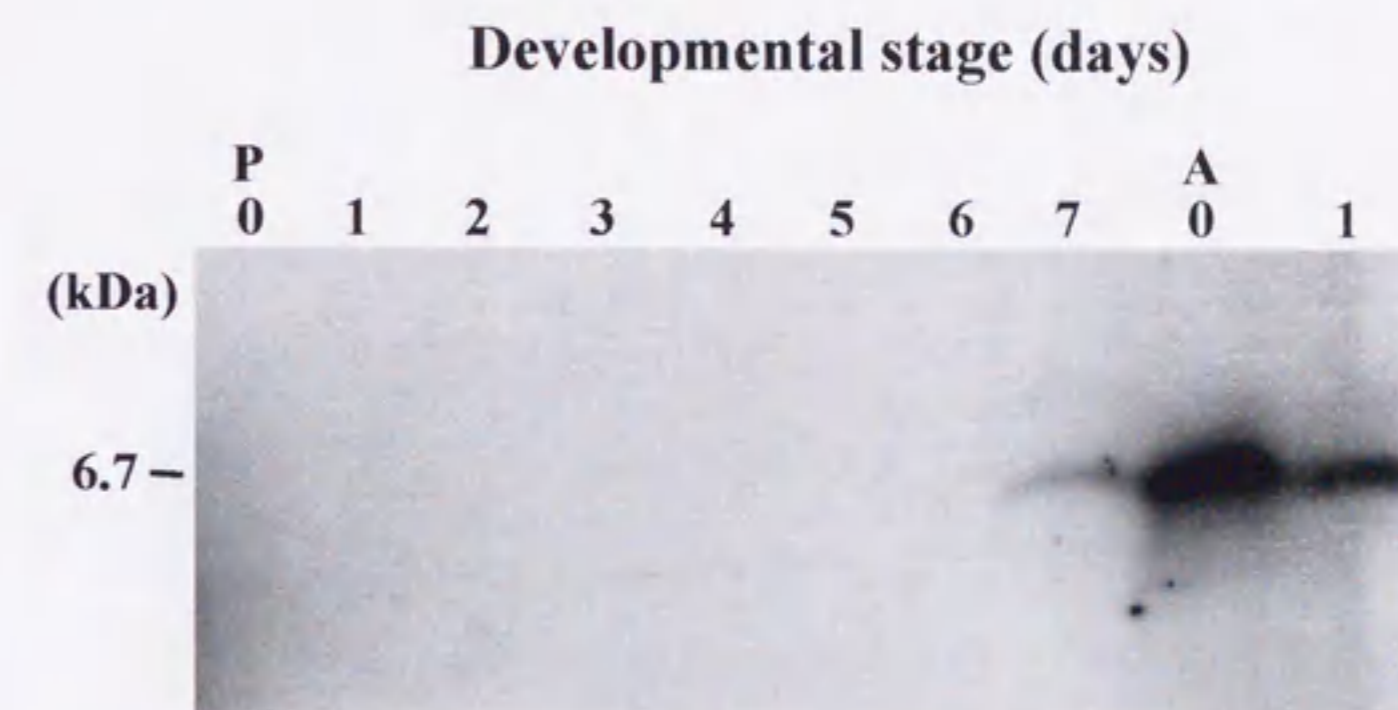 Developmental stage (days)
P A
0 1 2 3 4 5 6 7 0 1
(kDa)
6.7